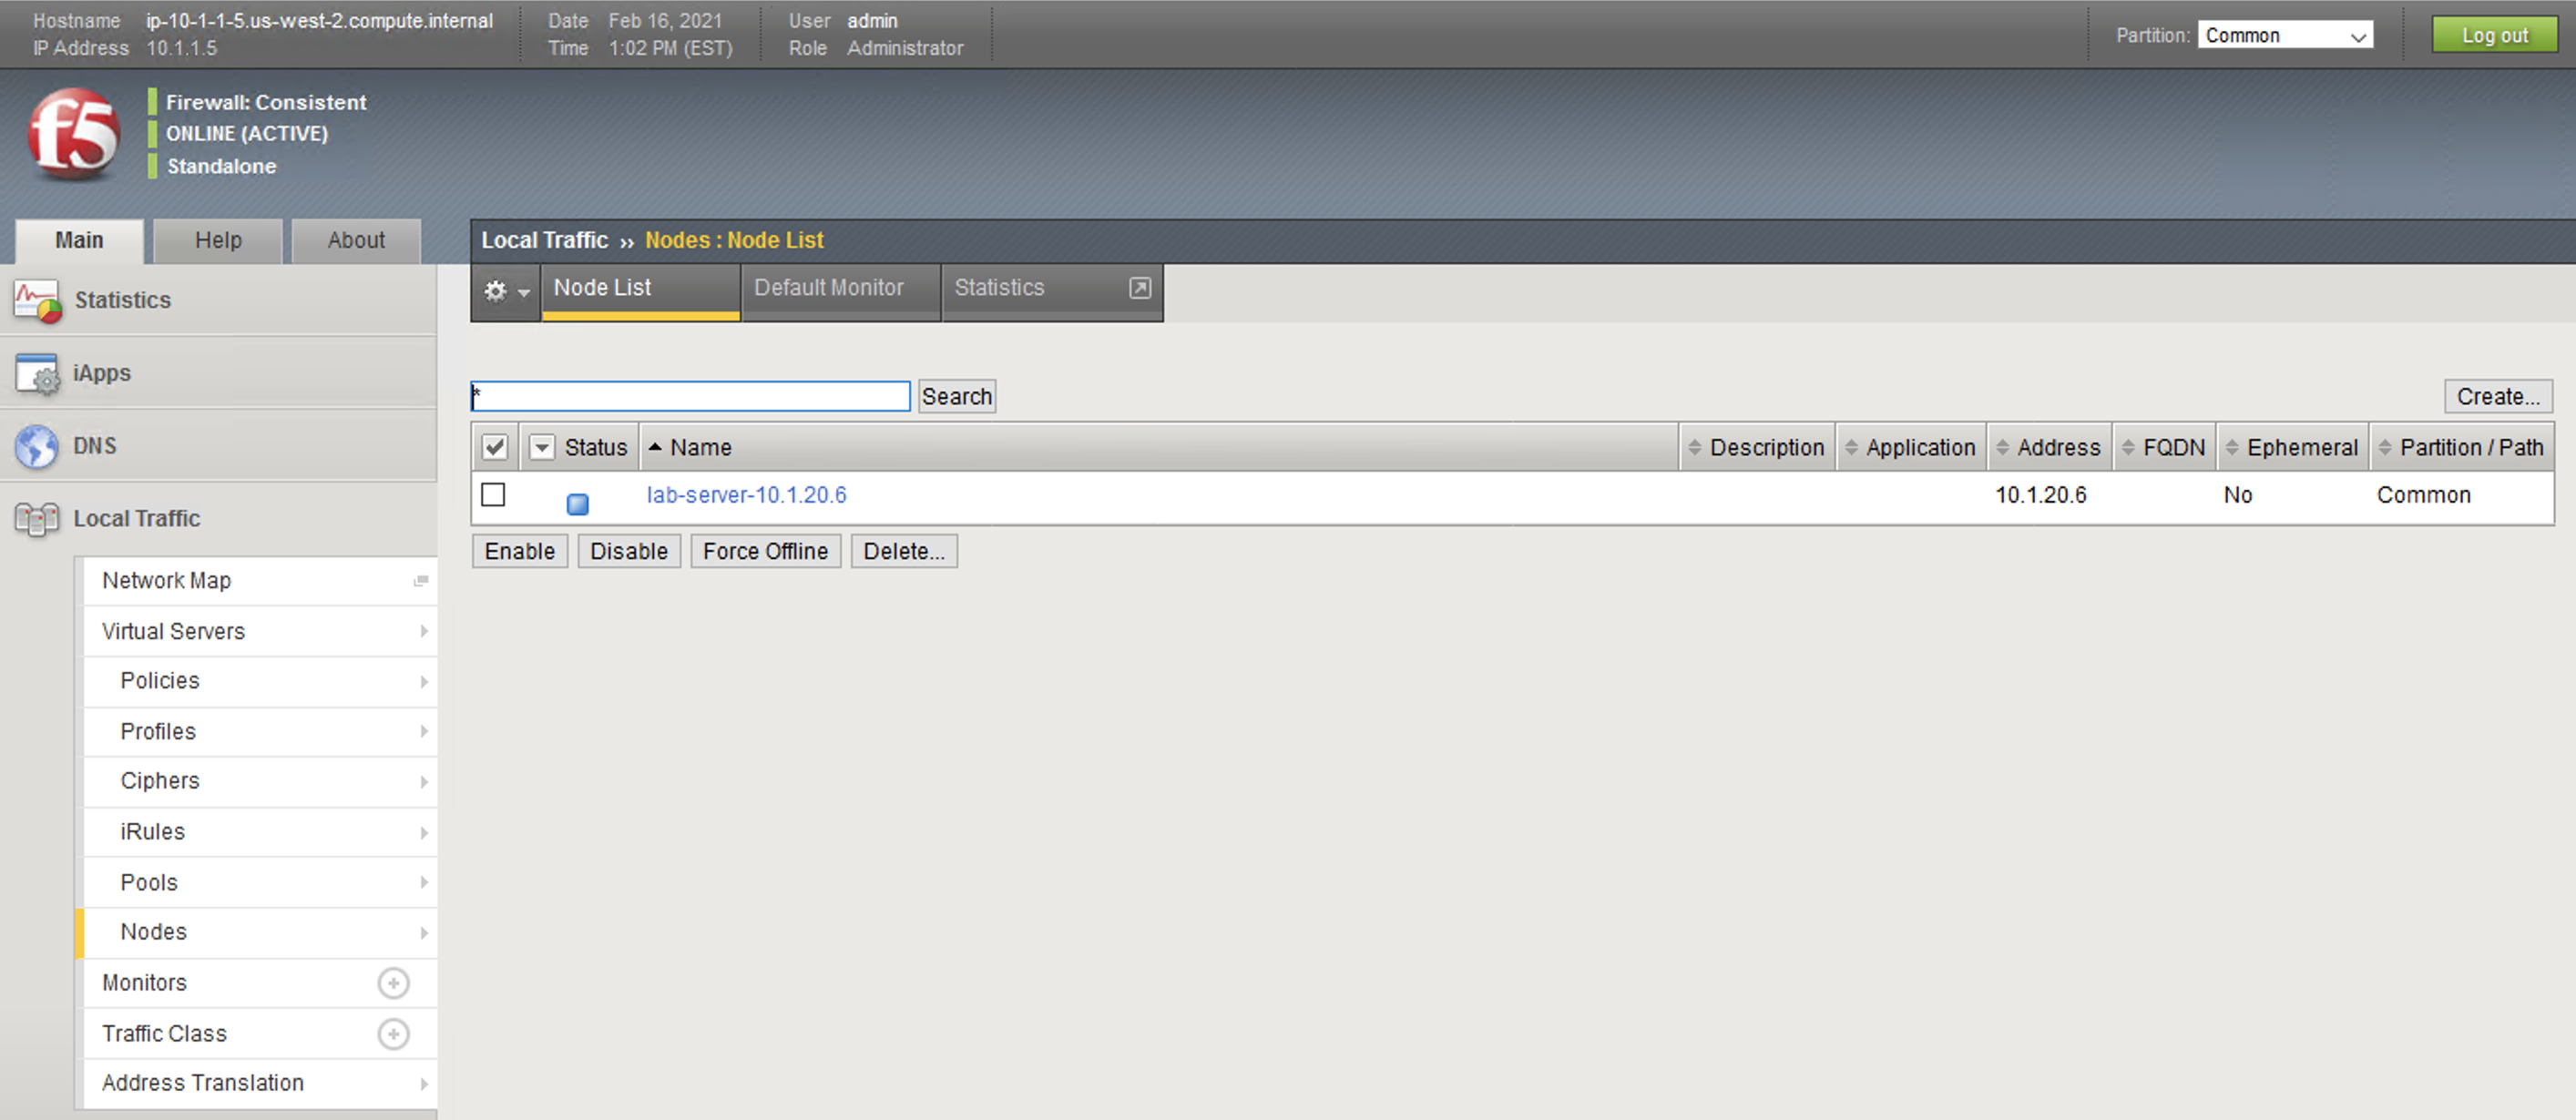 Hostname ip-10-1-1-5.us-west-2.compute.internal Date Feb 16, 2021 User admin
IP Address 10.1.1.5 Time 1:02 PM (EST) Role Administrator
Partition: Common Log out
f5
Firewall: Consistent
ONLINE (ACTIVE)
Standalone
Main Help About
Local Traffic ›› Nodes : Node List
Node List Default Monitor Statistics
Statistics
iApps
DNS
Local Traffic
Network Map
Virtual Servers
Policies
Profiles
Ciphers
iRules
Pools
Nodes
Monitors
Traffic Class
Address Translation
* Search Create...
Status Name Description Application Address FQDN Ephemeral Partition / Path
lab-server-10.1.20.6 10.1.20.6 No Common
Enable Disable Force Offline Delete...